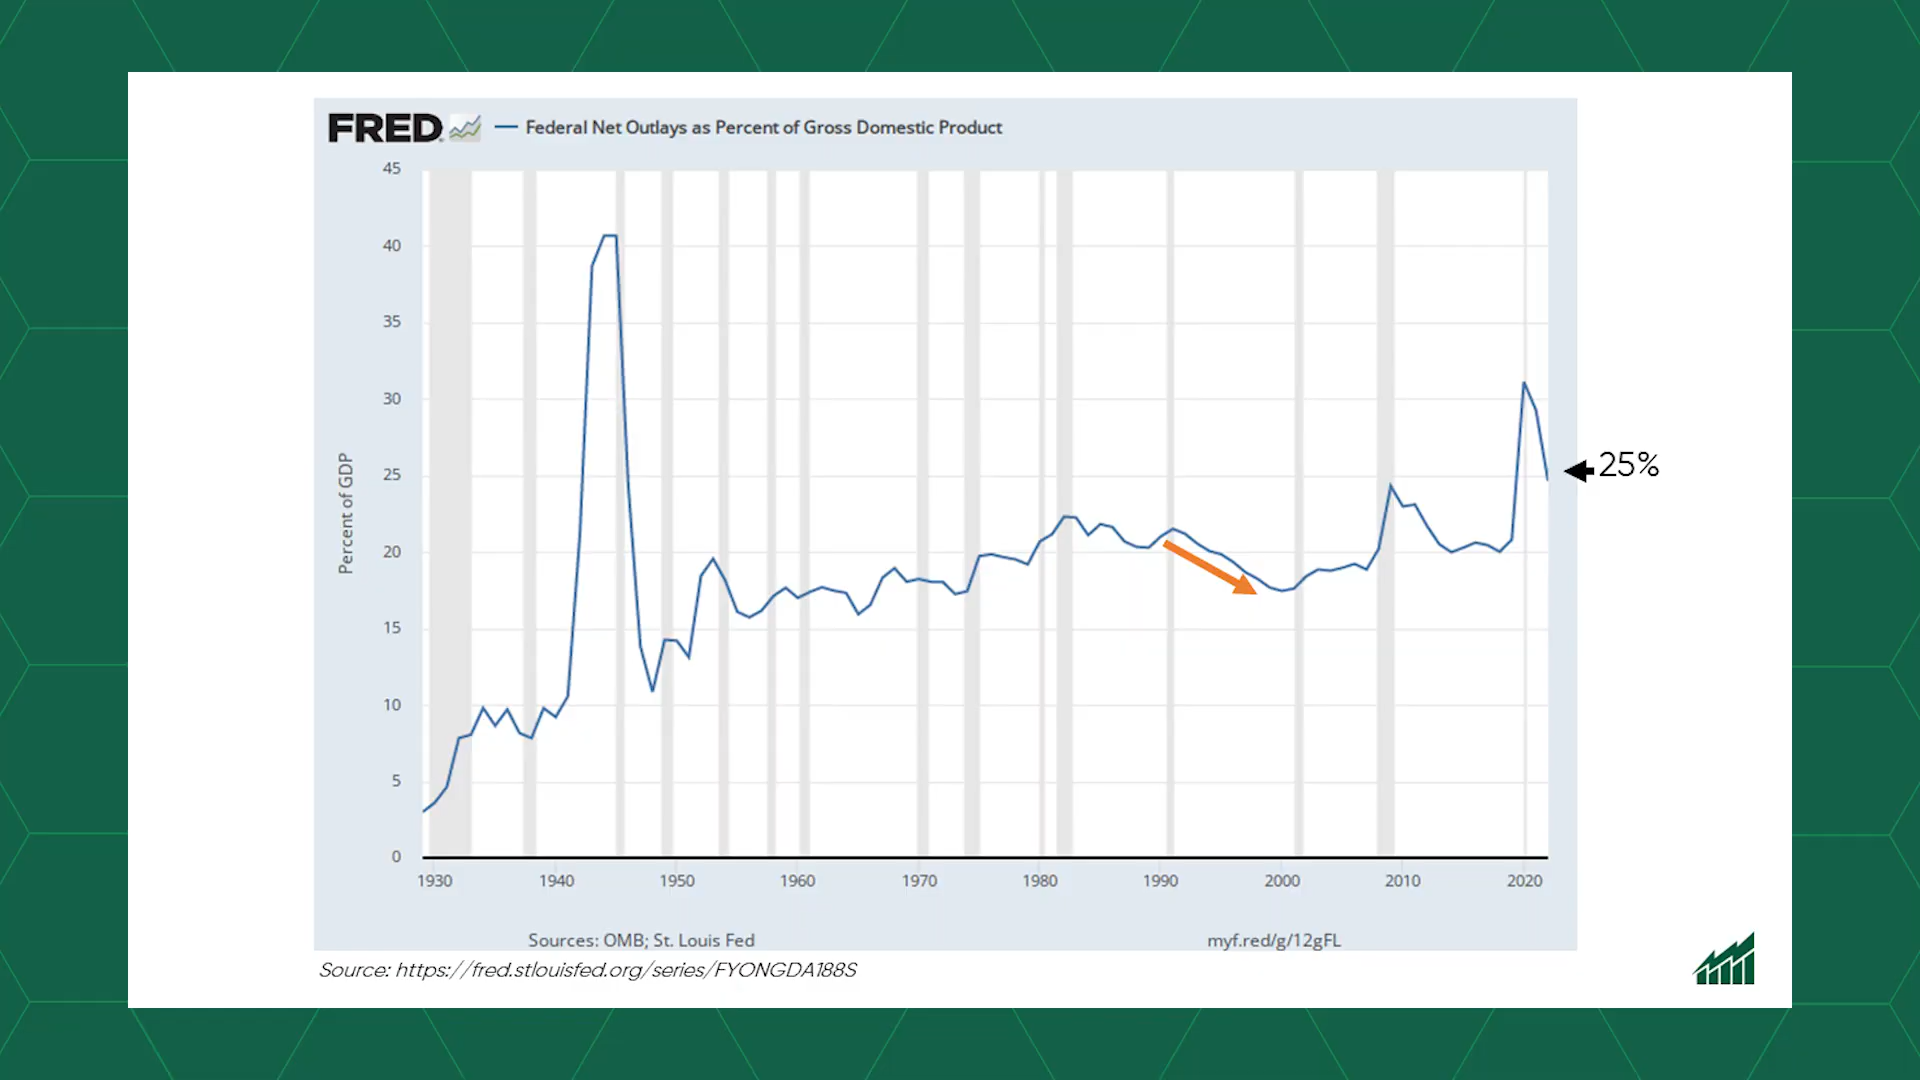 FRED
Federal Net Outlays as Percent of Gross Domestic Product
45
40
35
30
25
20
15
10
5
0
Percent of GDP
25%
1930 1940 1950 1960 1970 1980 1990 2000 2010 2020
Sources: OMB; St. Louis Fed myf.red/g/12gFL
Source: https://fred.stlouisfed.org/series/FYONGDA188S